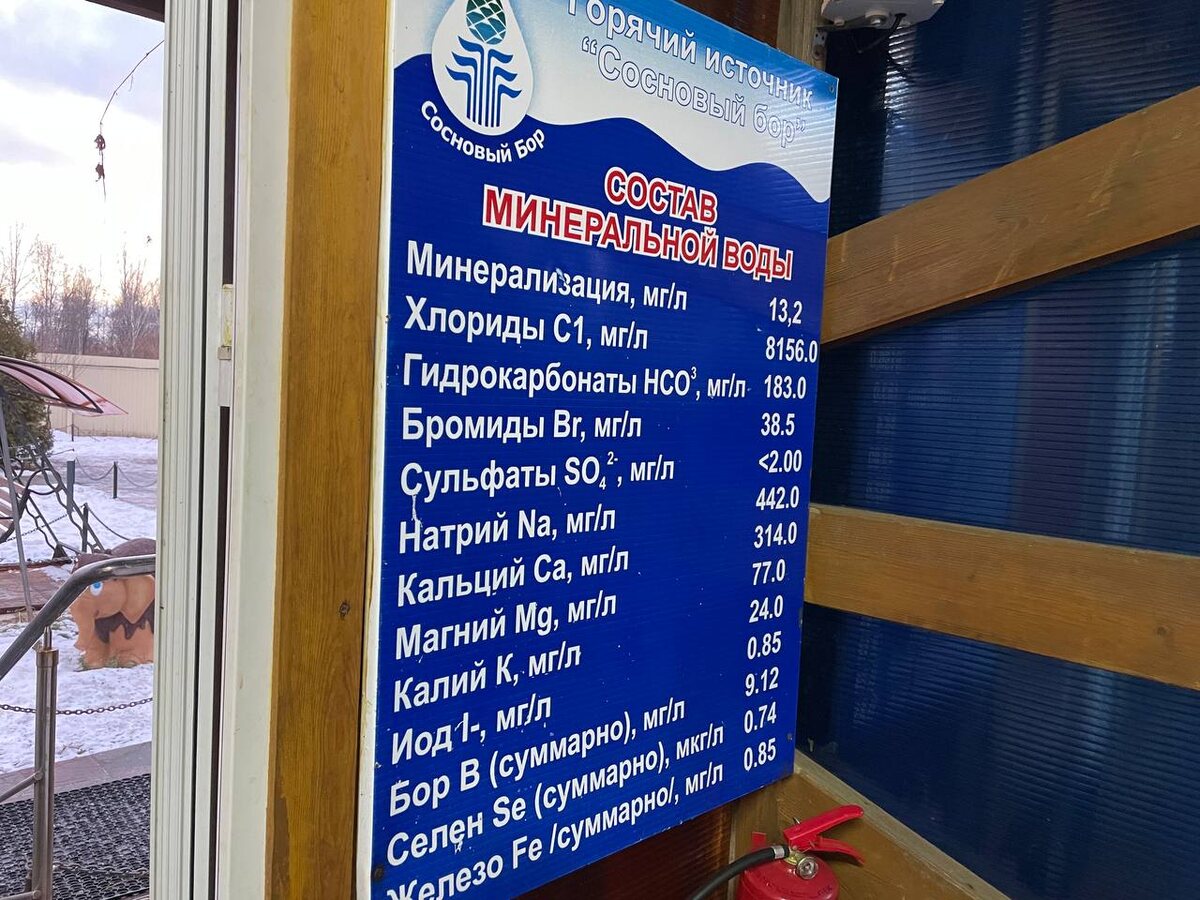 Горячий источник
“Сосновый бор”
Сосновый Бор
СОСТАВ
МИНЕРАЛЬНОЙ ВОДЫ
Минерализация, мг/л 13,2
Хлориды C1, мг/л 8156.0
Гидрокарбонаты HCO³, мг/л 183.0
Бромиды Br, мг/л 38.5
Сульфаты SO₄²⁻, мг/л <2.00
Натрий Na, мг/л 442.0
Кальций Ca, мг/л 314.0
Магний Mg, мг/л 77.0
Калий К, мг/л 24.0
Иод I-, мг/л 0.85
Бор В (суммарно), мг/л 9.12
Селен Se (суммарно), мкг/л 0.74
Железо Fe /суммарно/, мг/л 0.85